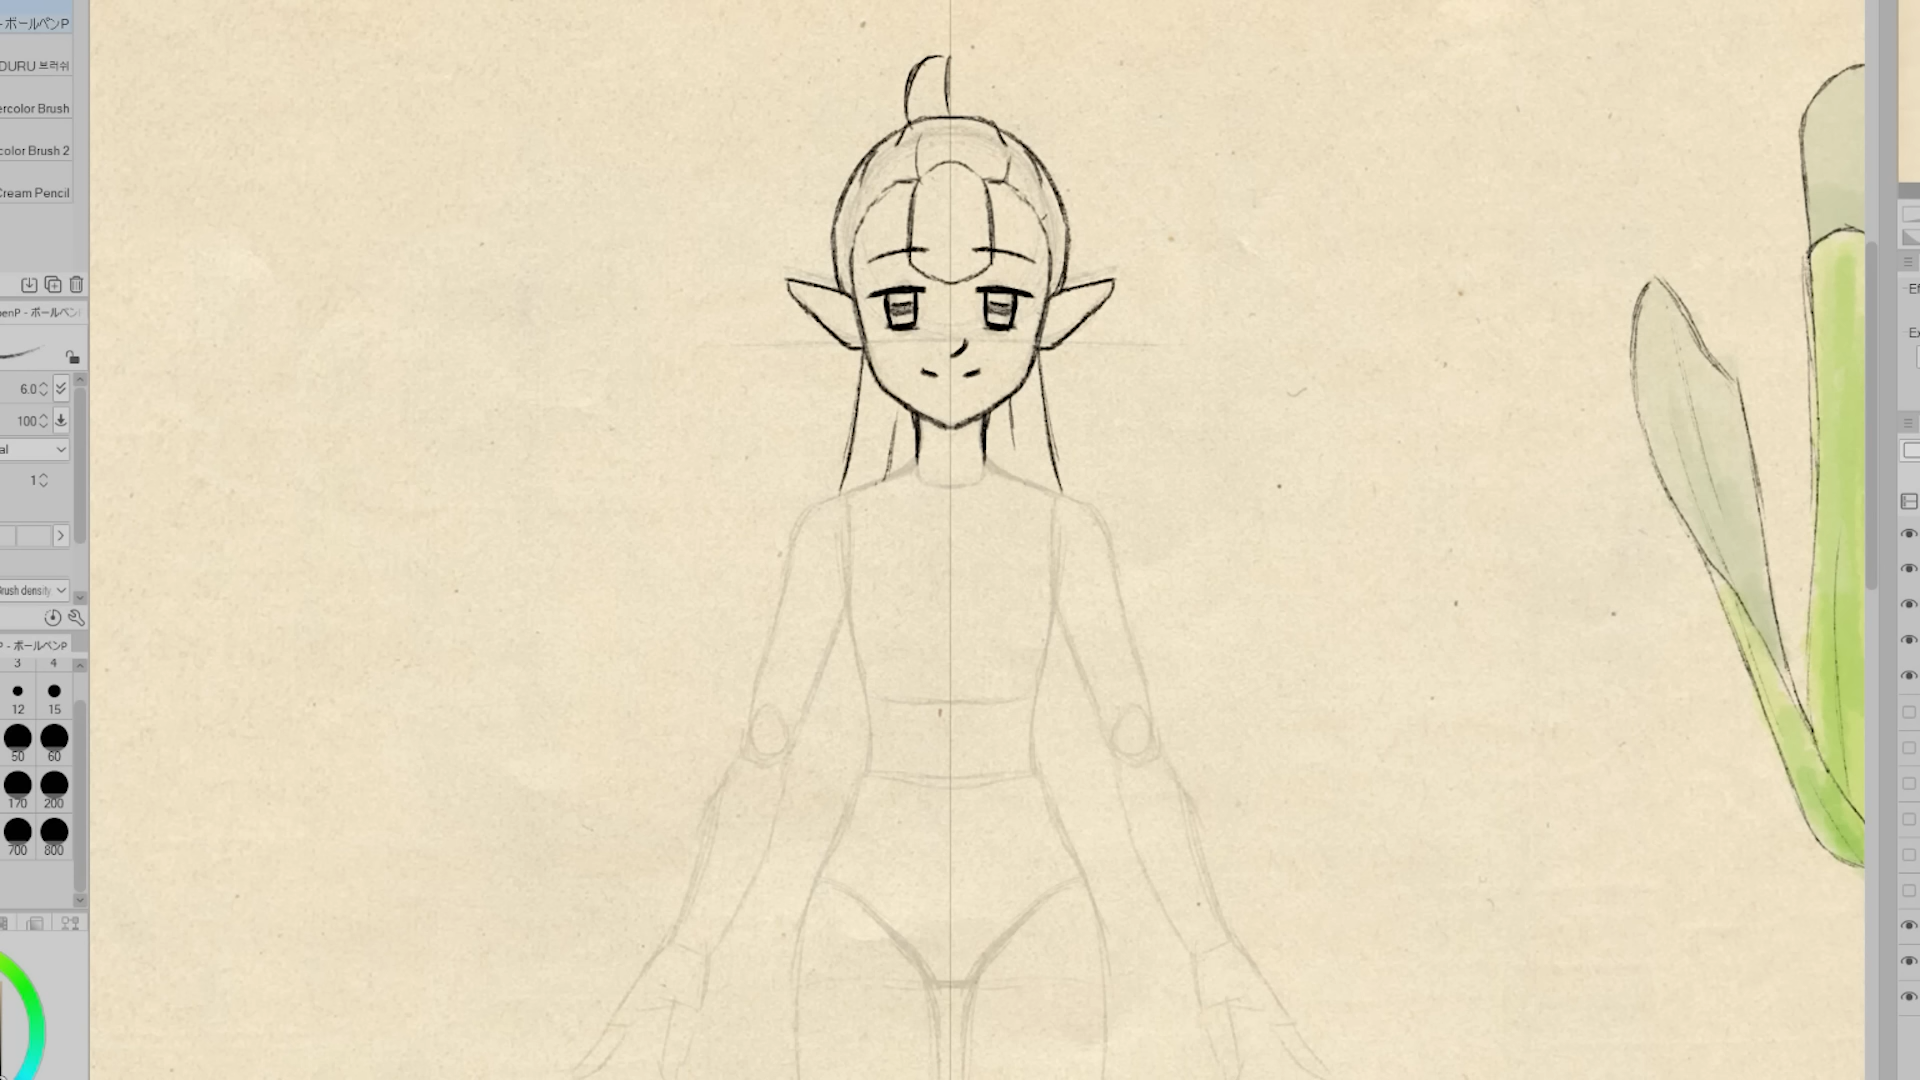 -ボールペンP
DURU 브러쉬
ercolor Brush
color Brush 2
Cream Pencil
penP - ボールペン
6.0
100
al
1
Brush density
P - ボールペンP
3 4
12 15
50 60
170 200
700 800
Ef
Ex